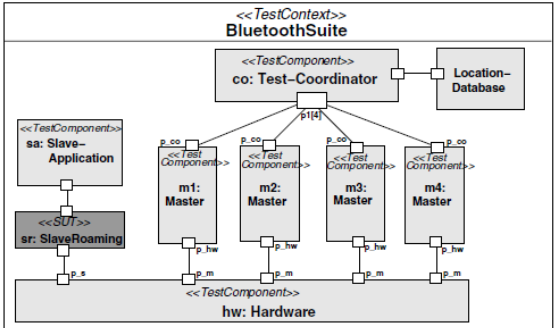 <<TestContext>>
BluetoothSuite
<<TestComponent>>
co: Test-Coordinator
Location-
Database
p1[4]
<<TestComponent>>
sa: Slave-
Application
p_co
p_co
p_co
p_co
<<Test
Component>>
m1:
Master
<<Test
Component>>
m2:
Master
<<Test
Component>>
m3:
Master
<<Test
Component>>
m4:
Master
<<SUT>>
sr: SlaveRoaming
p_hw
p_hw
p_hw
p_hw
p_s
p_m
p_m
p_m
p_m
<<TestComponent>>
hw: Hardware